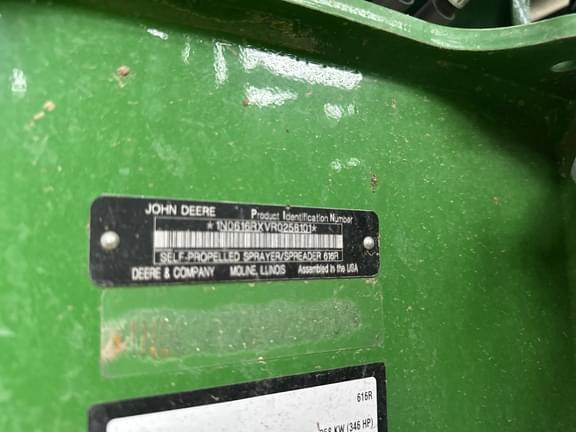 JOHN DEERE Product Identification Number
*1N0616RXVR0258101*
SELF-PROPELLED SPRAYER/SPREADER 616R
DEERE & COMPANY MOLINE, ILLINOIS Assembled in the USA
616R
KW (346 HP)